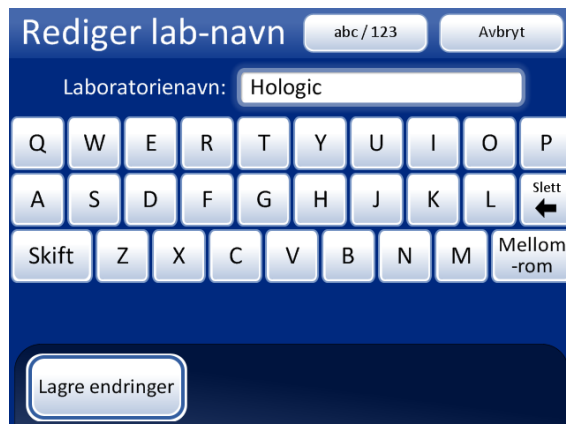 Rediger lab-navn abc / 123 Avbryt
Laboratorienavn: Hologic
Q W E R T Y U I O P
A S D F G H J K L Slett
Skift Z X C V B N M Mellom
-rom
Lagre endringer